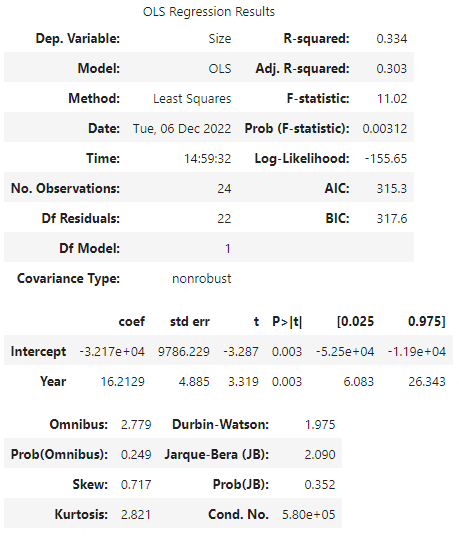 OLS Regression Results
Dep. Variable: Size R-squared: 0.334
Model: OLS Adj. R-squared: 0.303
Method: Least Squares F-statistic: 11.02
Date: Tue, 06 Dec 2022 Prob (F-statistic): 0.00312
Time: 14:59:32 Log-Likelihood: -155.65
No. Observations: 24 AIC: 315.3
Df Residuals: 22 BIC: 317.6
Df Model: 1
Covariance Type: nonrobust
coef std err t P>|t| [0.025 0.975]
Intercept -3.217e+04 9786.229 -3.287 0.003 -5.25e+04 -1.19e+04
Year 16.2129 4.885 3.319 0.003 6.083 26.343
Omnibus: 2.779 Durbin-Watson: 1.975
Prob(Omnibus): 0.249 Jarque-Bera (JB): 2.090
Skew: 0.717 Prob(JB): 0.352
Kurtosis: 2.821 Cond. No. 5.80e+05